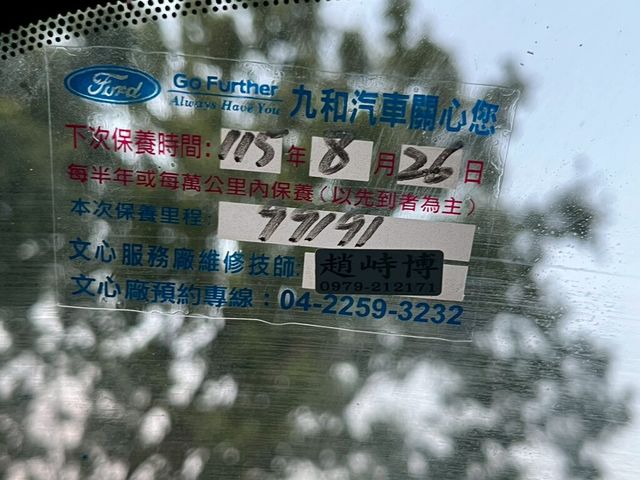 Ford Go Further
Always Have You
九和汽車關心您
下次保養時間:115年8月26日
每半年或每萬公里內保養(以先到者為主)
本次保養里程:
文心服務廠維修技師:趙峙博
0979-212171
文心廠預約專線:04-2259-3232